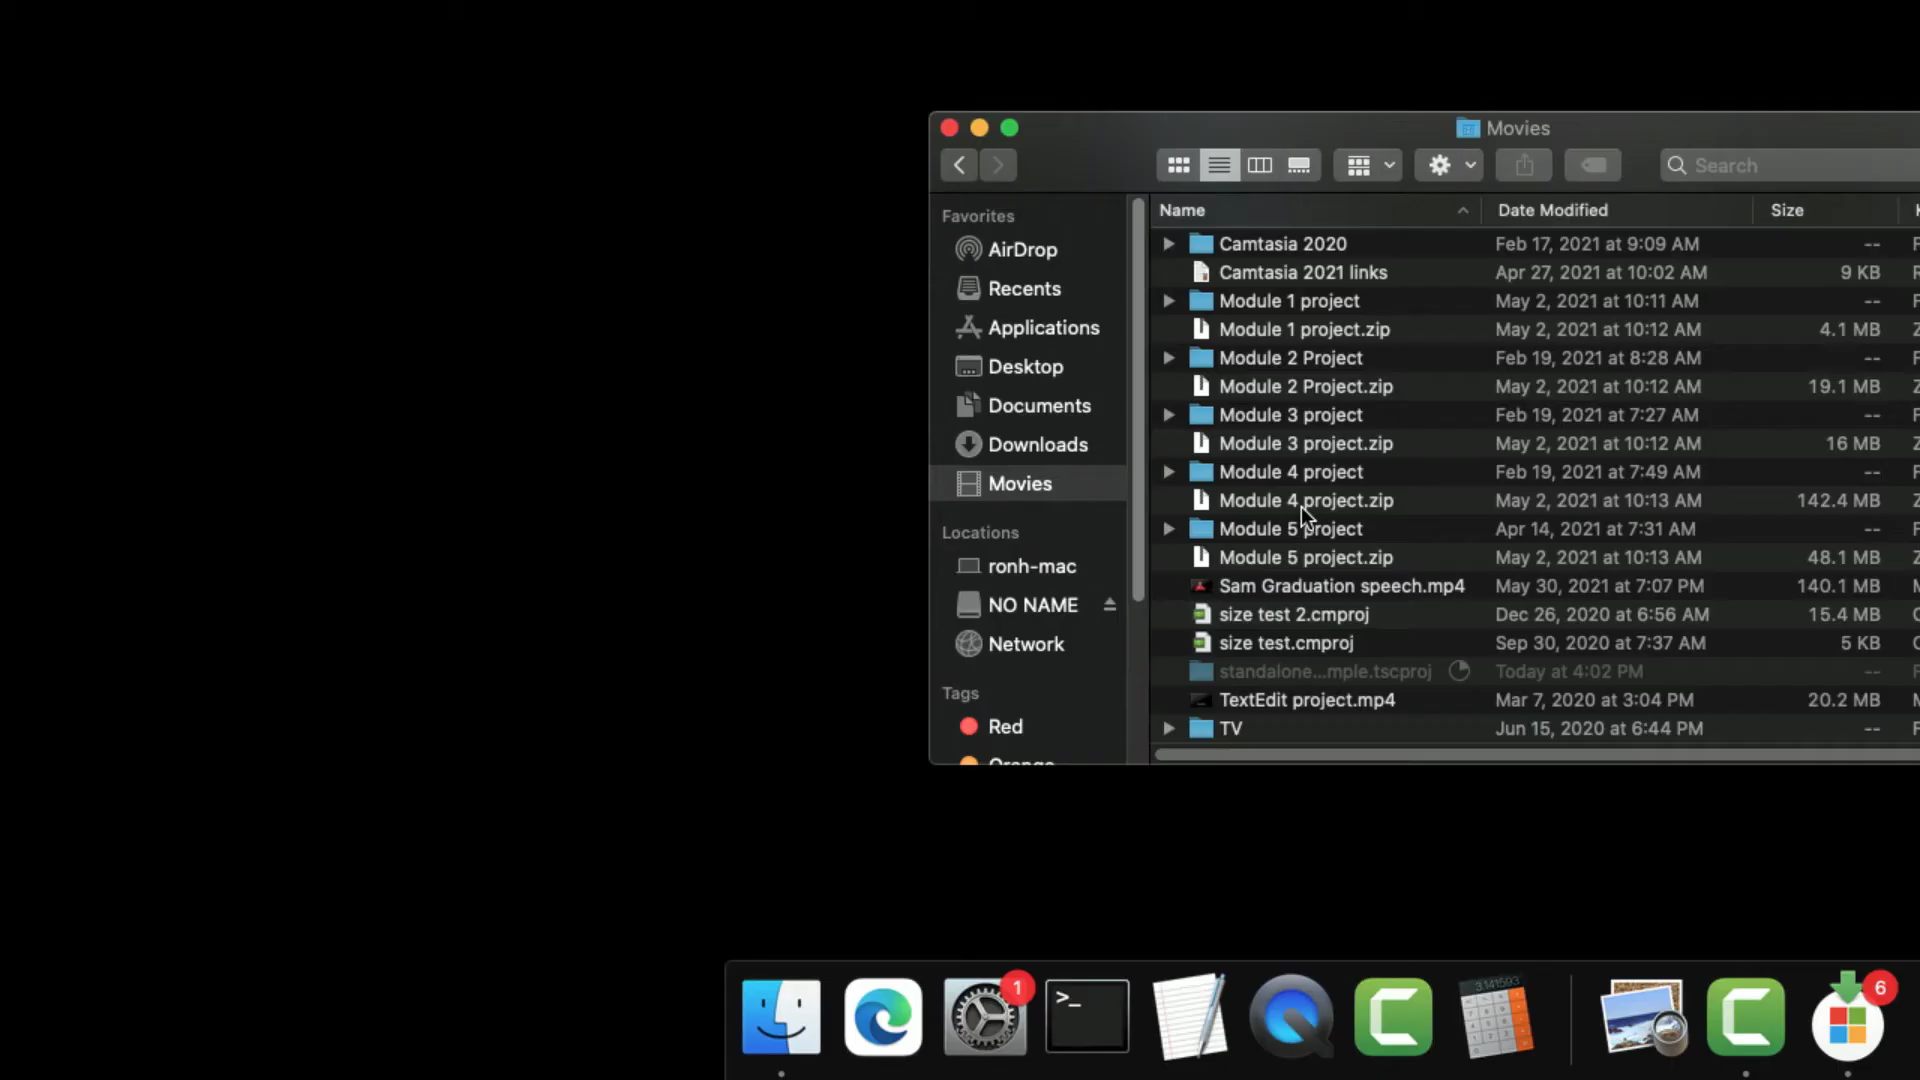 Movies
Search
Favorites
AirDrop
Recents
Applications
Desktop
Documents
Downloads
Movies
Locations
ronh-mac
NO NAME
Network
Tags
Red
Orange
Name Date Modified Size
Camtasia 2020 Feb 17, 2021 at 9:09 AM --
Camtasia 2021 links Apr 27, 2021 at 10:02 AM 9 KB
Module 1 project May 2, 2021 at 10:11 AM --
Module 1 project.zip May 2, 2021 at 10:12 AM 4.1 MB
Module 2 Project Feb 19, 2021 at 8:28 AM --
Module 2 Project.zip May 2, 2021 at 10:12 AM 19.1 MB
Module 3 project Feb 19, 2021 at 7:27 AM --
Module 3 project.zip May 2, 2021 at 10:12 AM 16 MB
Module 4 project Feb 19, 2021 at 7:49 AM --
Module 4 project.zip May 2, 2021 at 10:13 AM 142.4 MB
Module 5 project Apr 14, 2021 at 7:31 AM --
Module 5 project.zip May 2, 2021 at 10:13 AM 48.1 MB
Sam Graduation speech.mp4 May 30, 2021 at 7:07 PM 140.1 MB
size test 2.cmproj Dec 26, 2020 at 6:56 AM 15.4 MB
size test.cmproj Sep 30, 2020 at 7:37 AM 5 KB
standalone...mple.tscproj Today at 4:02 PM --
TextEdit project.mp4 Mar 7, 2020 at 3:04 PM 20.2 MB
TV Jun 15, 2020 at 6:44 PM --
1
>_
3.141593
6